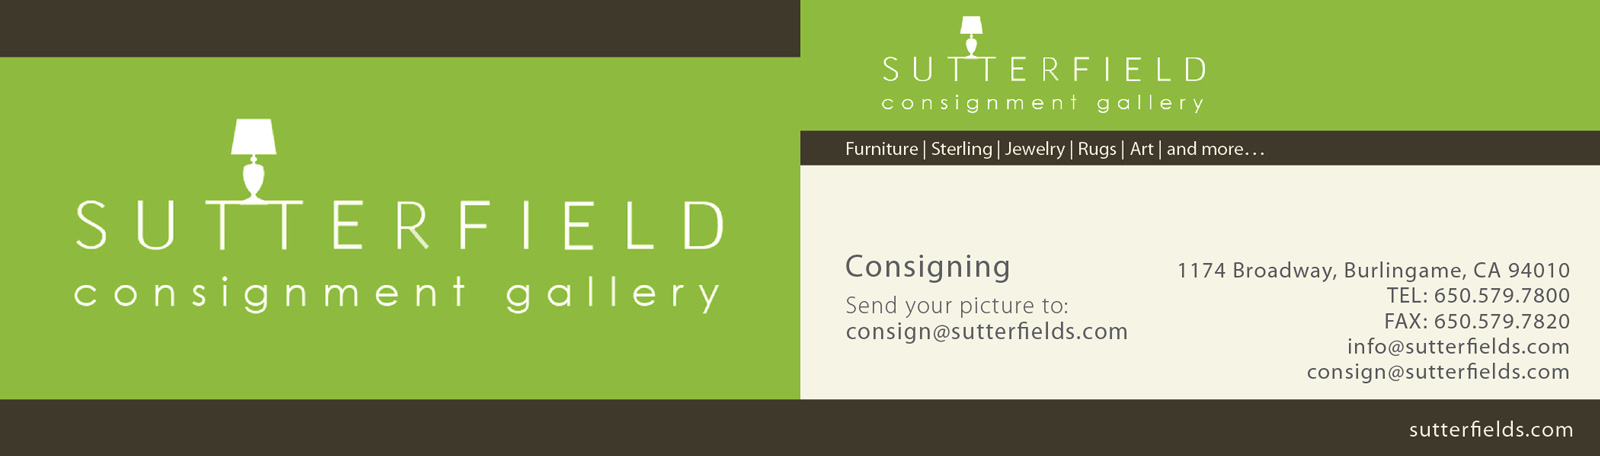 SUTTERFIELD
consignment gallery
SUTTERFIELD
consignment gallery
Furniture | Sterling | Jewelry | Rugs | Art | and more...
Consigning
Send your picture to:
consign@sutterfields.com
1174 Broadway, Burlingame, CA 94010
TEL: 650.579.7800
FAX: 650.579.7820
info@sutterfields.com
consign@sutterfields.com
sutterfields.com